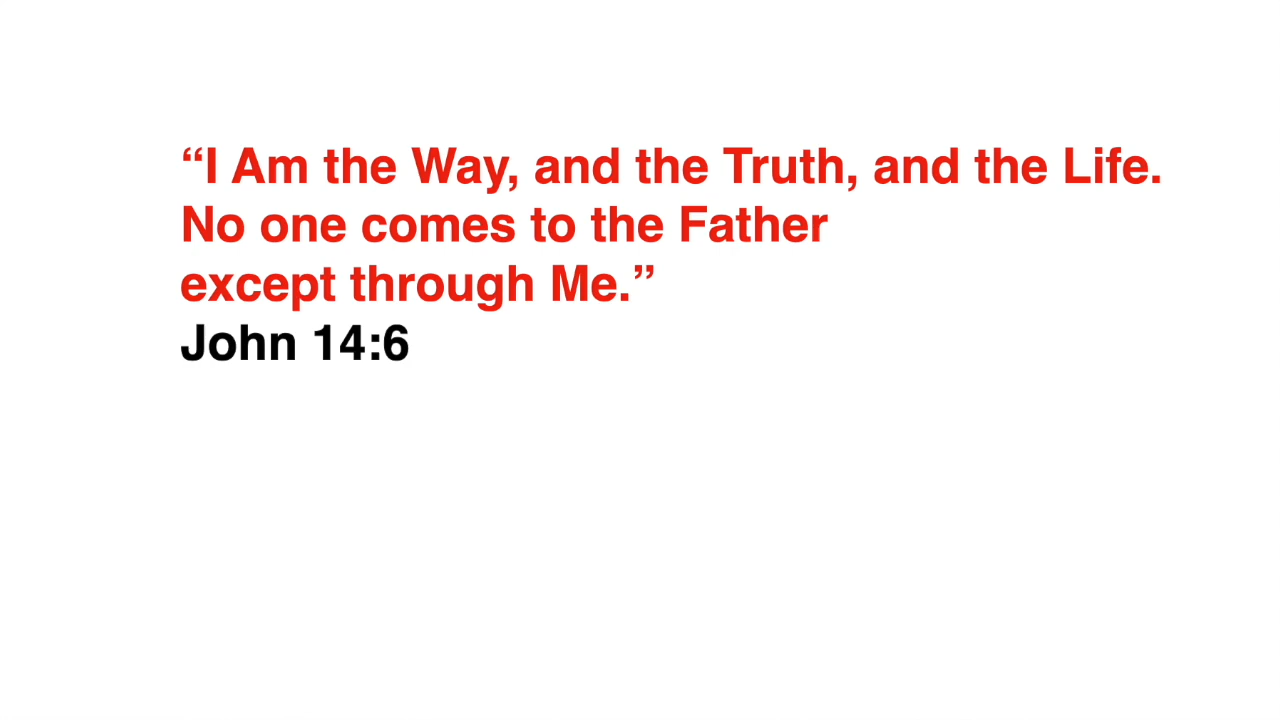 “I Am the Way, and the Truth, and the Life.
No one comes to the Father
except through Me.”
John 14:6